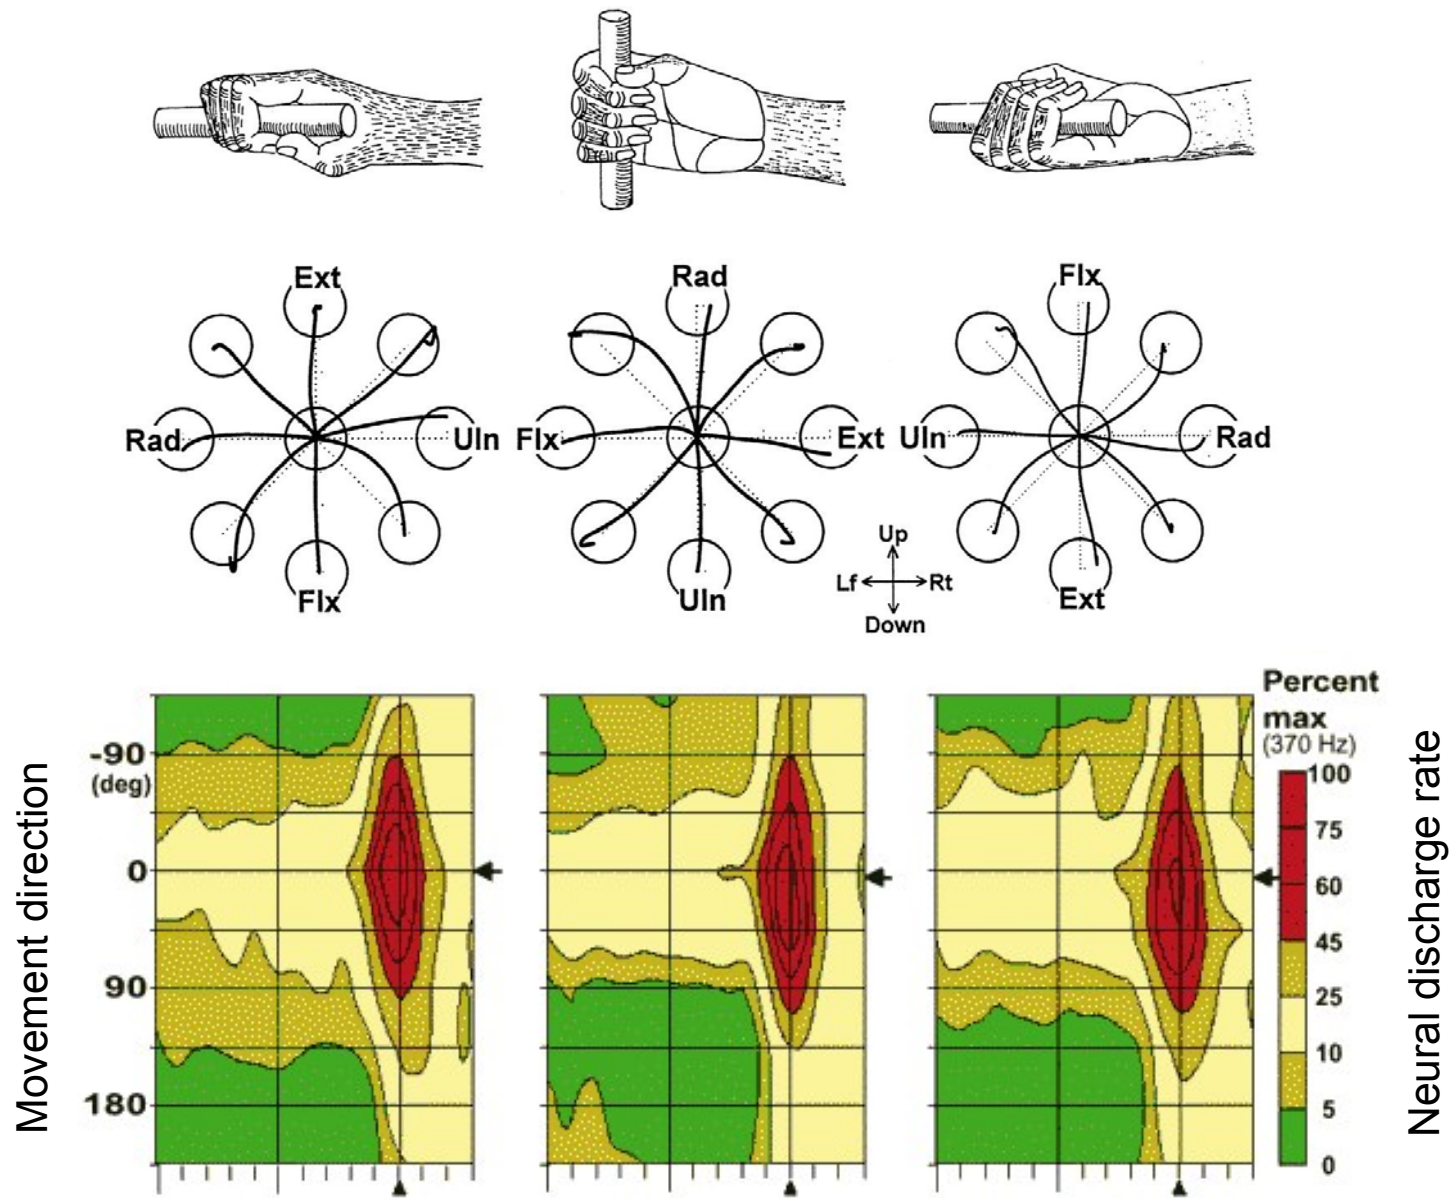 Ext
Rad
Uln
Flx
Rad
Flx
Ext
Uln
Flx
Uln
Rad
Ext
Up
Lf
Rt
Down
Movement direction
-90
(deg)
0
90
180
Percent
max
(370 Hz)
100
75
60
45
25
10
5
0
Neural discharge rate